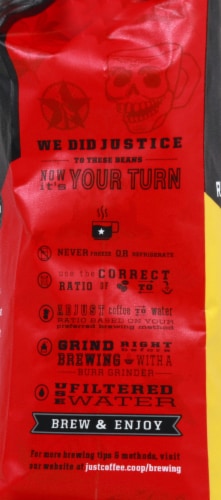 WE DID JUSTICE
TO THESE BEANS
NOW it's YOUR TURN
NEVER FREEZE OR REFRIGERATE
use the CORRECT
RATIO OF TO
ADJUST coffee TO water
RATIO BASED ON YOUR
preferred brewing method
GRIND RIGHT
BEFORE
BREWING WITH A
BURR GRINDER
USE FILTERED
WATER
BREW & ENJOY
For more brewing tips & methods, visit
our website at justcoffee.coop/brewing